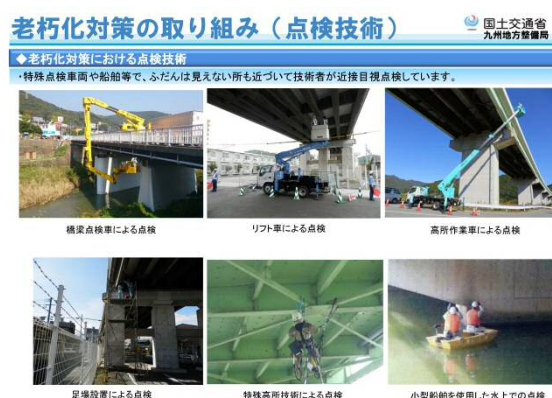 老朽化対策の取り組み（点検技術）
国土交通省
九州地方整備局
◆老朽化対策における点検技術
・特殊点検車両や船舶等で、ふだんは見えない所も近づいて技術者が近接目視点検しています。
橋梁点検車による点検
リフト車による点検
高所作業車による点検
足場設置による点検
特殊高所技術による点検
小型船舶を使用した水上での点検